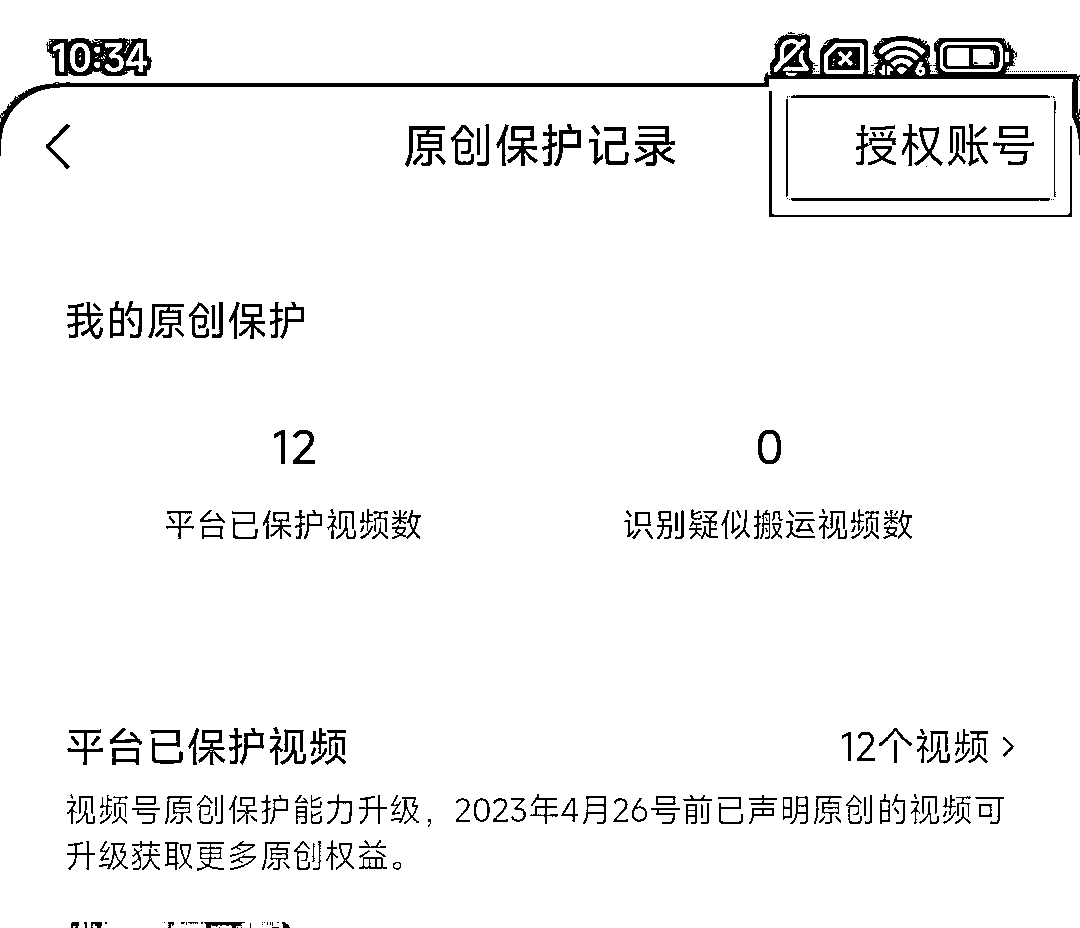 10:34
原创保护记录
授权账号
我的原创保护
12
0
平台已保护视频数
识别疑似搬运视频数
平台已保护视频
12个视频
视频号原创保护能力升级，2023年4月26号前已声明原创的视频可
升级获取更多原创权益。